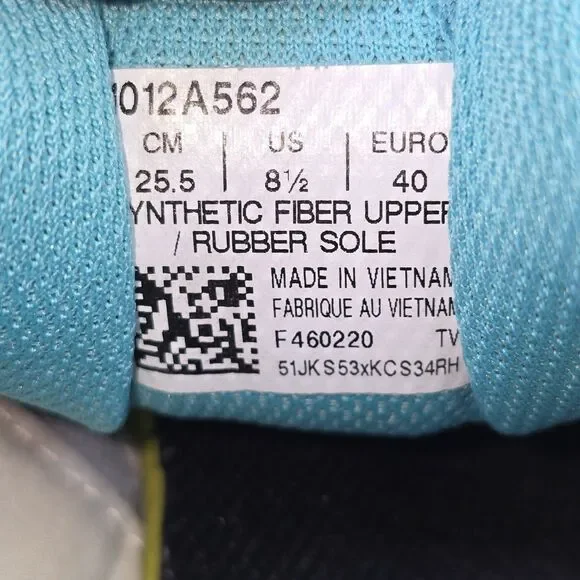 1012A562
CM | US | EURO
25.5 | 8½ | 40
YNTHETIC FIBER UPPER
/ RUBBER SOLE
MADE IN VIETNAM
FABRIQUE AU VIETNAM
F460220 TV
51JKS53xKCS34RH